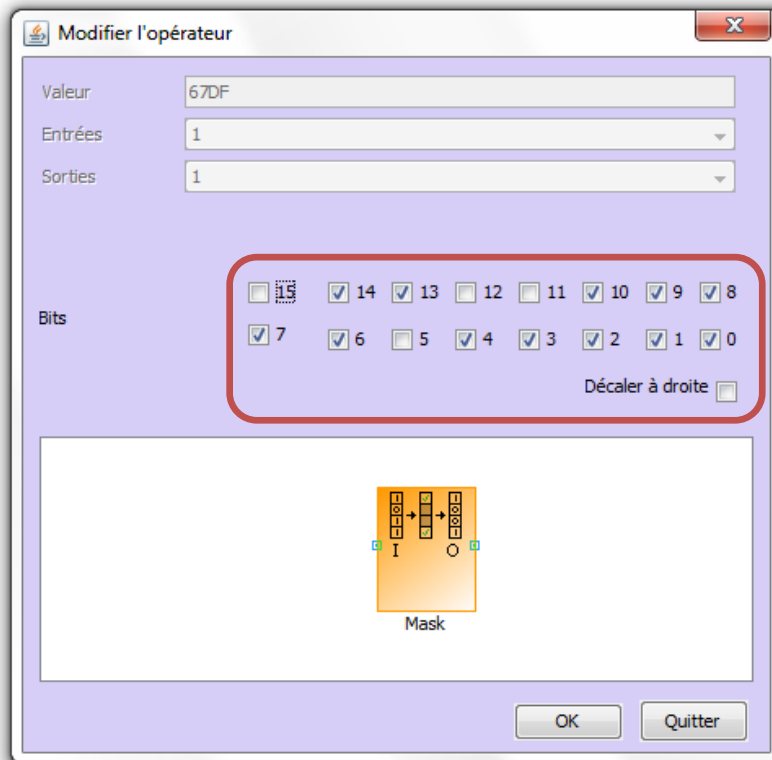 Modifier l'opérateur
Valeur 67DF
Entrées 1
Sorties 1
Bits
15 14 13 12 11 10 9 8
7 6 5 4 3 2 1 0
Décaler à droite
I O
Mask
OK Quitter